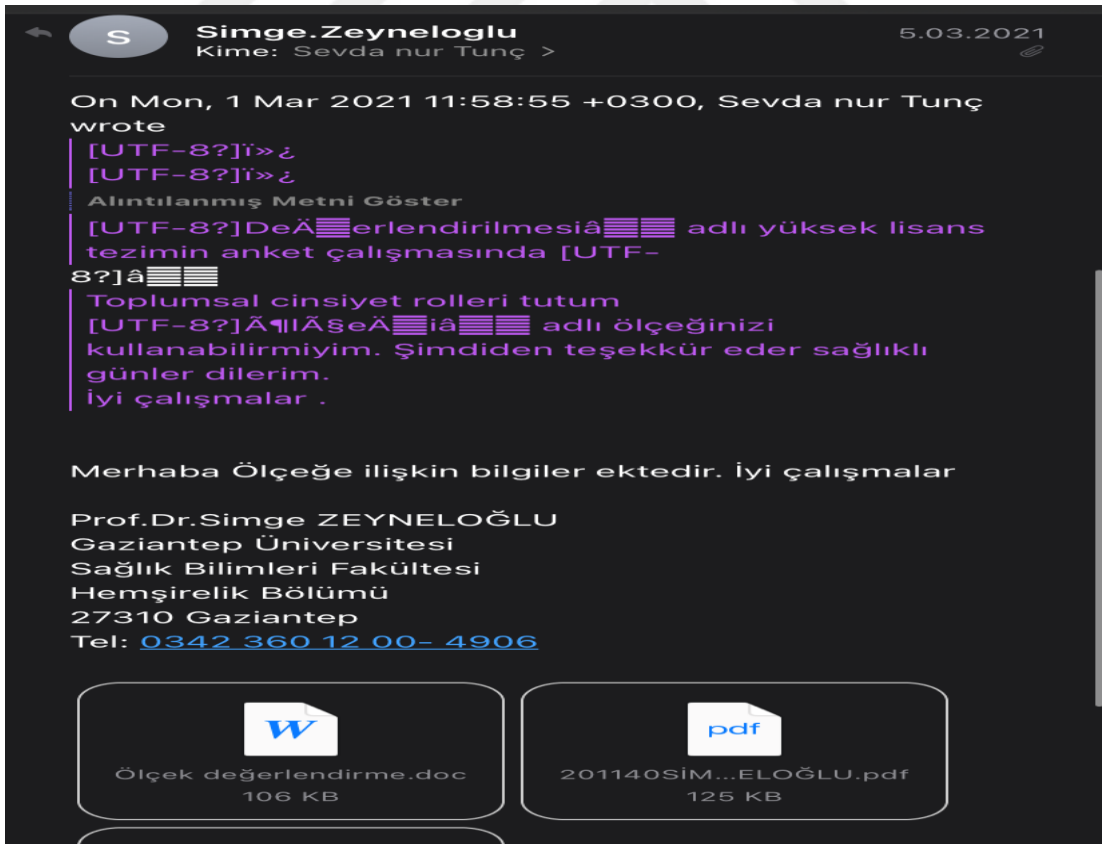 S
Simge.Zeyneloglu
5.03.2021
Kime: Sevda nur Tunç >
On Mon, 1 Mar 2021 11:58:55 +0300, Sevda nur Tunç
wrote
[UTF-8?]ï»¿
[UTF-8?]ï»¿
Alıntılanmış Metni Göster
[UTF-8?]DeÄerlendirilmesiâ adlı yüksek lisans
tezimin anket çalışmasında [UTF-
8?]â
Toplumsal cinsiyet rolleri tutum
[UTF-8?]Ã¶lÃ§eÄiâ adlı ölçeğinizi
kullanabilirmiyim. Şimdiden teşekkür eder sağlıklı
günler dilerim.
İyi çalışmalar .
Merhaba Ölçeğe ilişkin bilgiler ektedir. İyi çalışmalar
Prof.Dr.Simge ZEYNELOĞLU
Gaziantep Üniversitesi
Sağlık Bilimleri Fakültesi
Hemşirelik Bölümü
27310 Gaziantep
Tel: 0342 360 12 00- 4906
W
pdf
Ölçek değerlendirme.doc
201140SİM...ELOĞLU.pdf
106 KB
125 KB